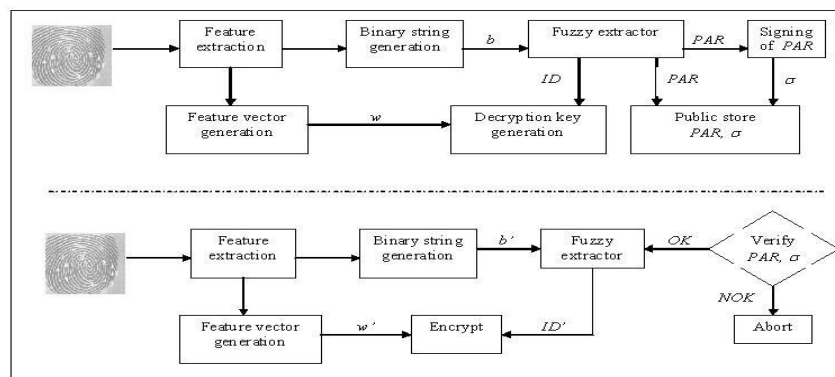 Feature
extraction
Binary string
generation
b
Fuzzy extractor
PAR
Signing
of PAR
ID
PAR
σ
Feature vector
generation
w
Decryption key
generation
Public store
PAR, σ
Feature
extraction
Binary string
generation
b'
Fuzzy
extractor
OK
Verify
PAR, σ
NOK
Feature vector
generation
w'
Encrypt
ID'
Abort